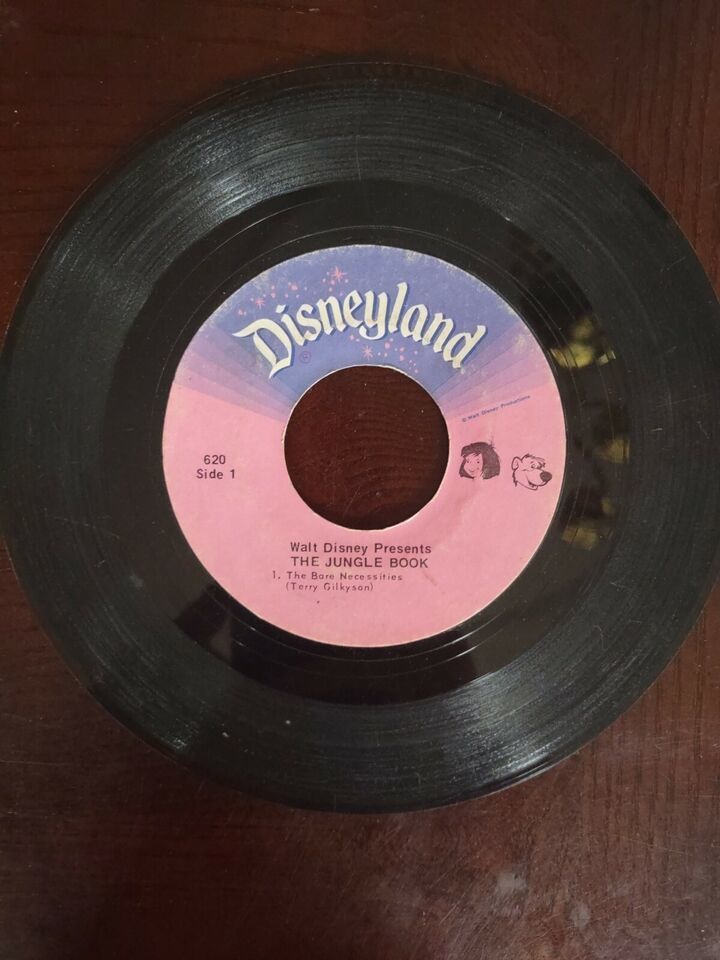 Disneyland
©
© Walt Disney Productions
620
Side 1
Walt Disney Presents
THE JUNGLE BOOK
1. The Bare Necessities
(Terry Gilkyson)